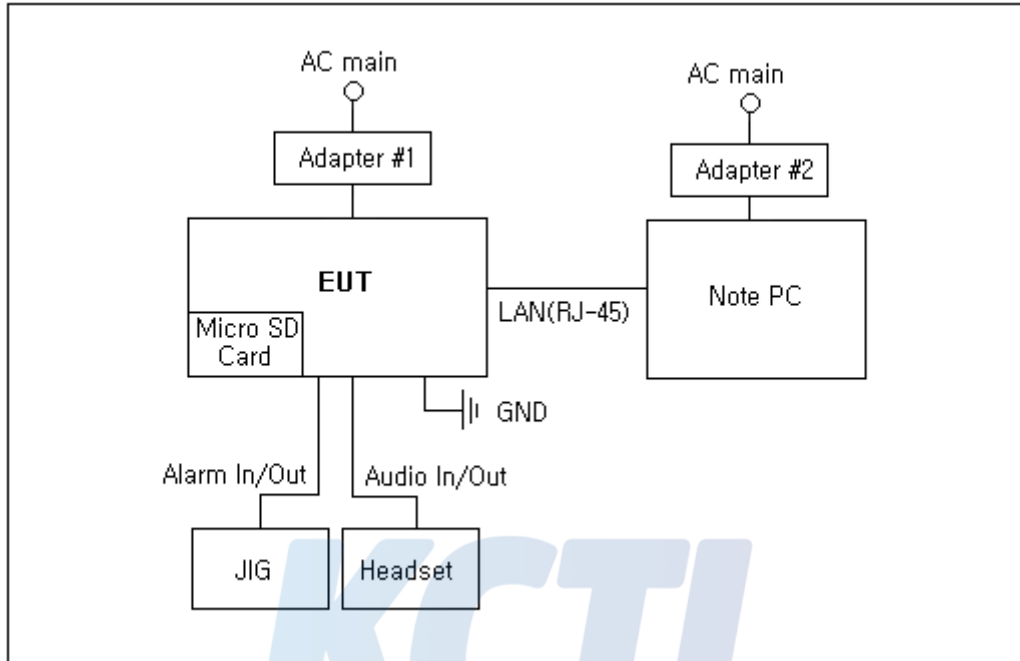 AC main
AC main
Adapter #1
Adapter #2
EUT
Note PC
LAN(RJ-45)
Micro SD
Card
GND
Alarm In/Out
Audio In/Out
JIG
Headset
KCTL